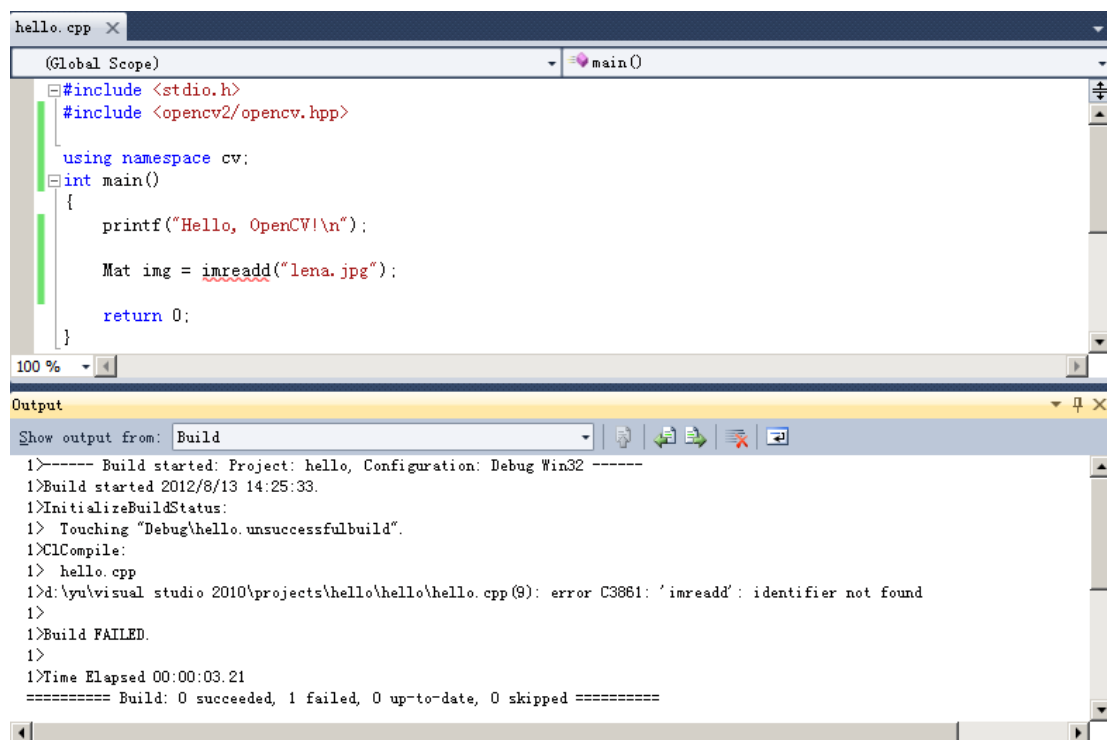 hello.cpp
(Global Scope) main()
#include <stdio.h>
#include <opencv2/opencv.hpp>
using namespace cv;
int main()
{
printf("Hello, OpenCV!\n");
Mat img = imreadd("lena.jpg");
return 0;
}
100 %
Output
Show output from: Build
1>------ Build started: Project: hello, Configuration: Debug Win32 ------
1>Build started 2012/8/13 14:25:33.
1>InitializeBuildStatus:
1>  Touching "Debug\hello.unsuccessfulbuild".
1>ClCompile:
1>  hello.cpp
1>d:\yu\visual studio 2010\projects\hello\hello\hello.cpp(9): error C3861: 'imreadd': identifier not found
1>
1>Build FAILED.
1>
1>Time Elapsed 00:00:03.21
========== Build: 0 succeeded, 1 failed, 0 up-to-date, 0 skipped ==========